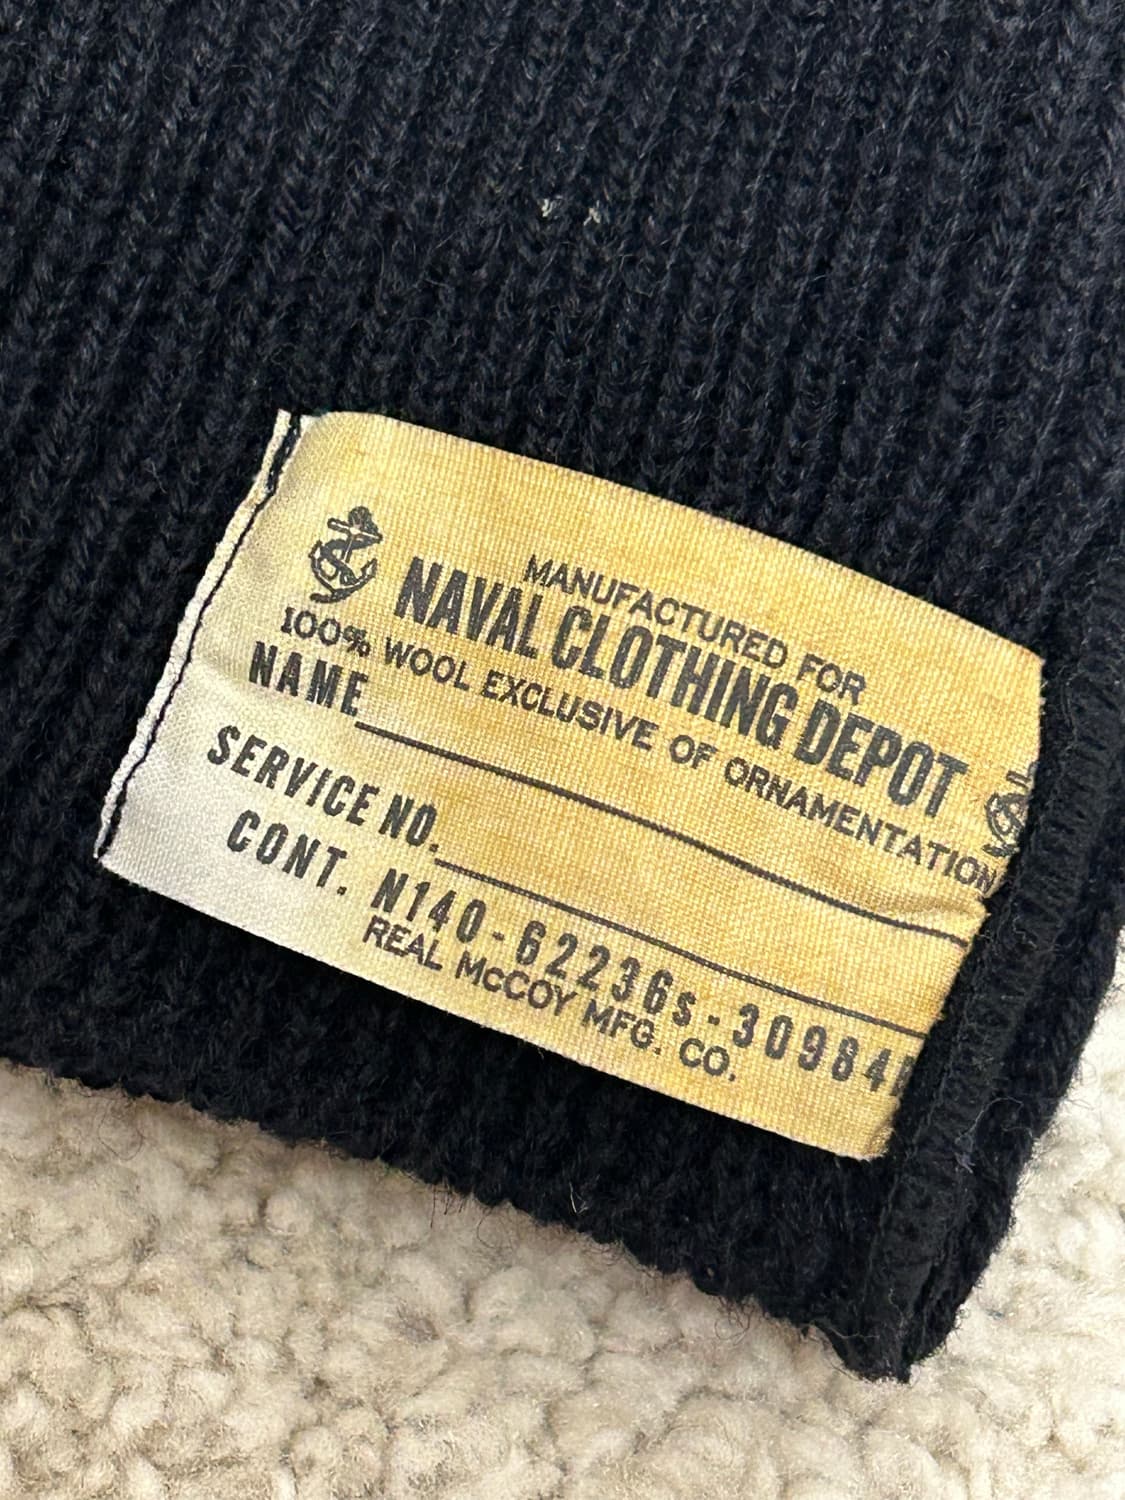 MANUFACTURED FOR
NAVAL CLOTHING DEPOT
100% WOOL EXCLUSIVE OF ORNAMENTATION
NAME
SERVICE NO.
CONT. N140-62236s-30984
REAL McCOY MFG. CO.